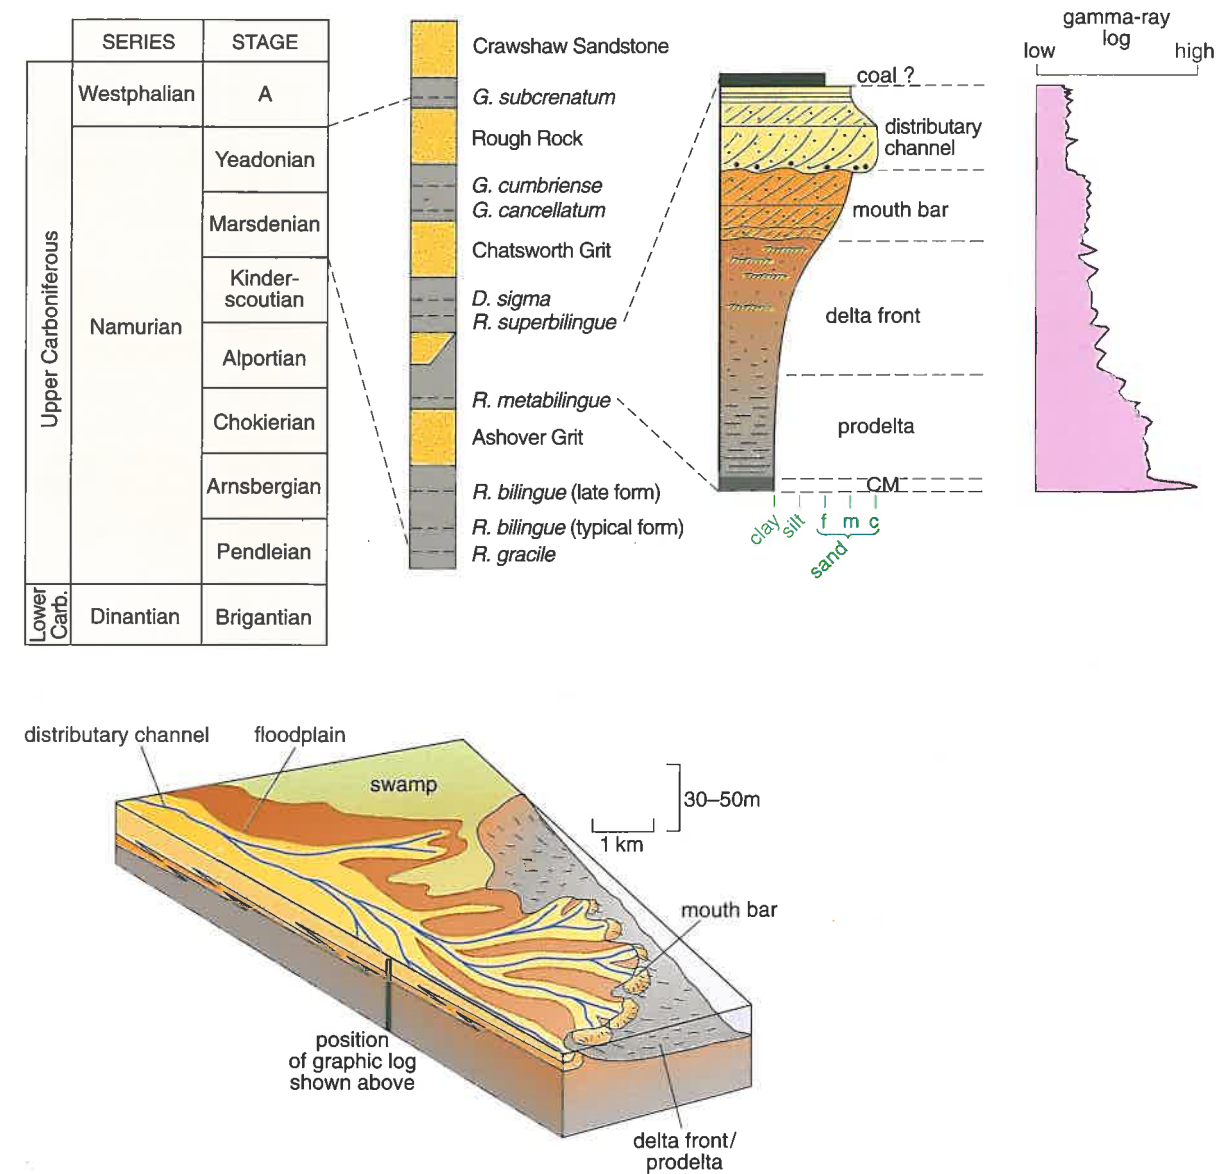 SERIES
STAGE
Upper Carboniferous
Lower
Carb.
Westphalian
A
Namurian
Yeadonian
Marsdenian
Kinder-
scoutian
Alportian
Chokierian
Arnsbergian
Pendleian
Dinantian
Brigantian
Crawshaw Sandstone
G. subcrenatum
Rough Rock
G. cumbriense
G. cancellatum
Chatsworth Grit
D. sigma
R. superbilingue
R. metabilingue
Ashover Grit
R. bilingue (late form)
R. bilingue (typical form)
R. gracile
coal ?
distributary
channel
mouth bar
delta front
prodelta
CM
clay
silt
f
m
c
sand
gamma-ray
log
low
high
distributary channel
floodplain
swamp
30–50m
1 km
mouth bar
position
of graphic log
shown above
delta front/
prodelta